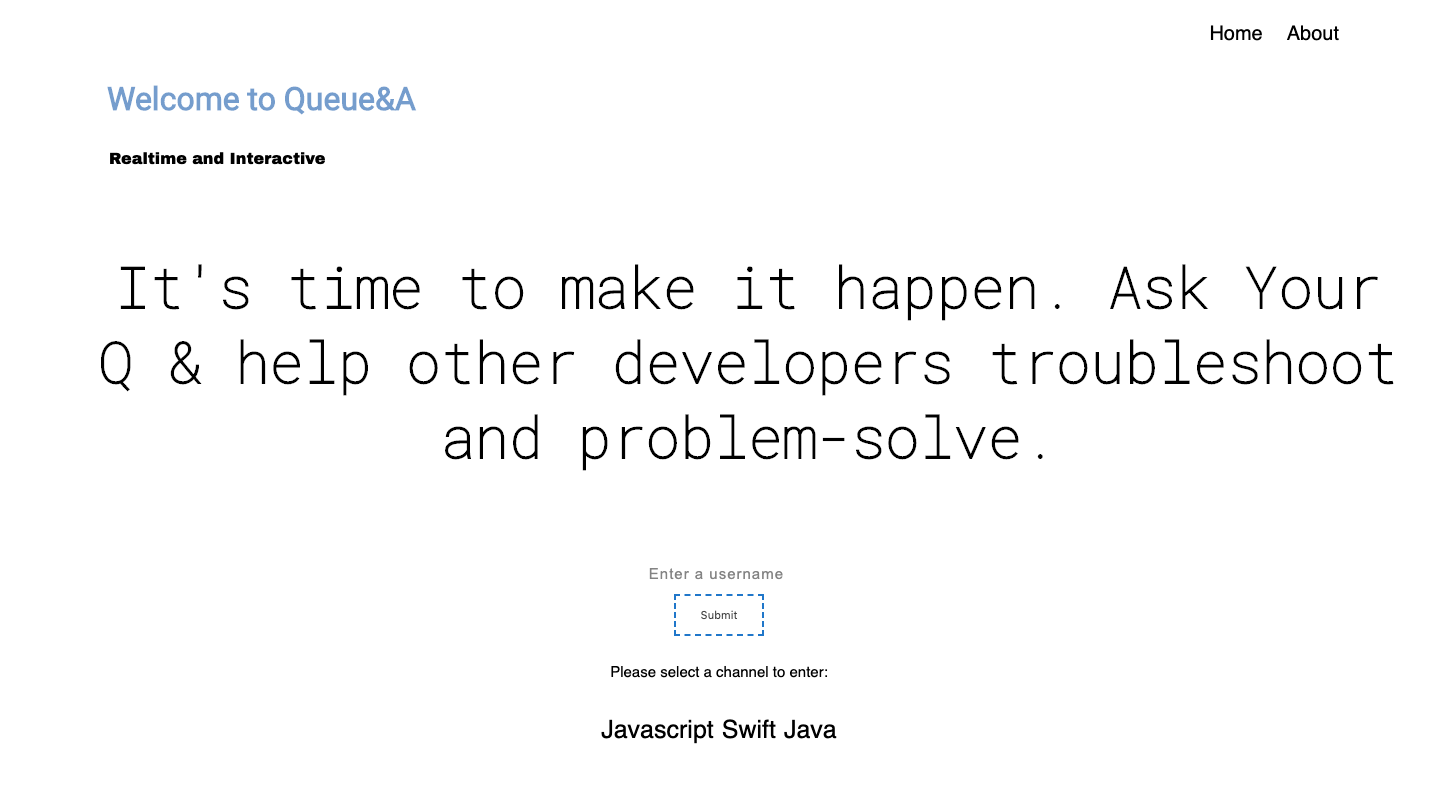 Home About
Welcome to Queue&A
Realtime and Interactive
It's time to make it happen. Ask Your
Q & help other developers troubleshoot
and problem-solve.
Enter a username
Submit
Please select a channel to enter:
Javascript Swift Java